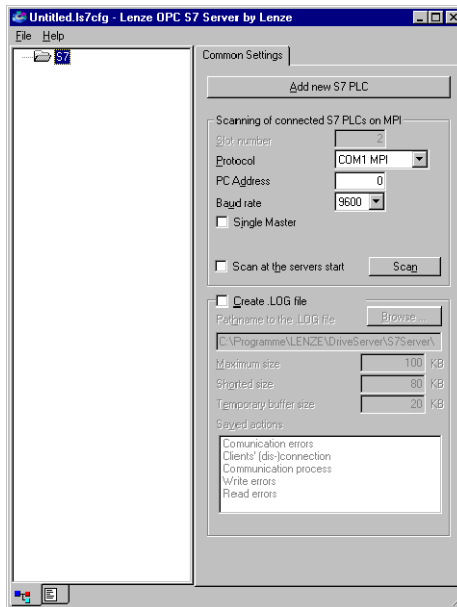 Untitled.ls7cfg - Lenze OPC S7 Server by Lenze
File Help
S7
Common Settings
Add new S7 PLC
Scanning of connected S7 PLCs on MPI
Slot number 2
Protocol COM1 MPI
PC Address 0
Baud rate 9600
Single Master
Scan at the servers start Scan
Create .LOG file
Pathname to the .LOG file Browse ...
C:\Programme\LENZE\DriveServer\S7Server\
Maximum size 100 KB
Shorted size 80 KB
Temporary buffer size 20 KB
Saved actions
Comunication errors
Clients' (dis-)connection
Communication process
Write errors
Read errors